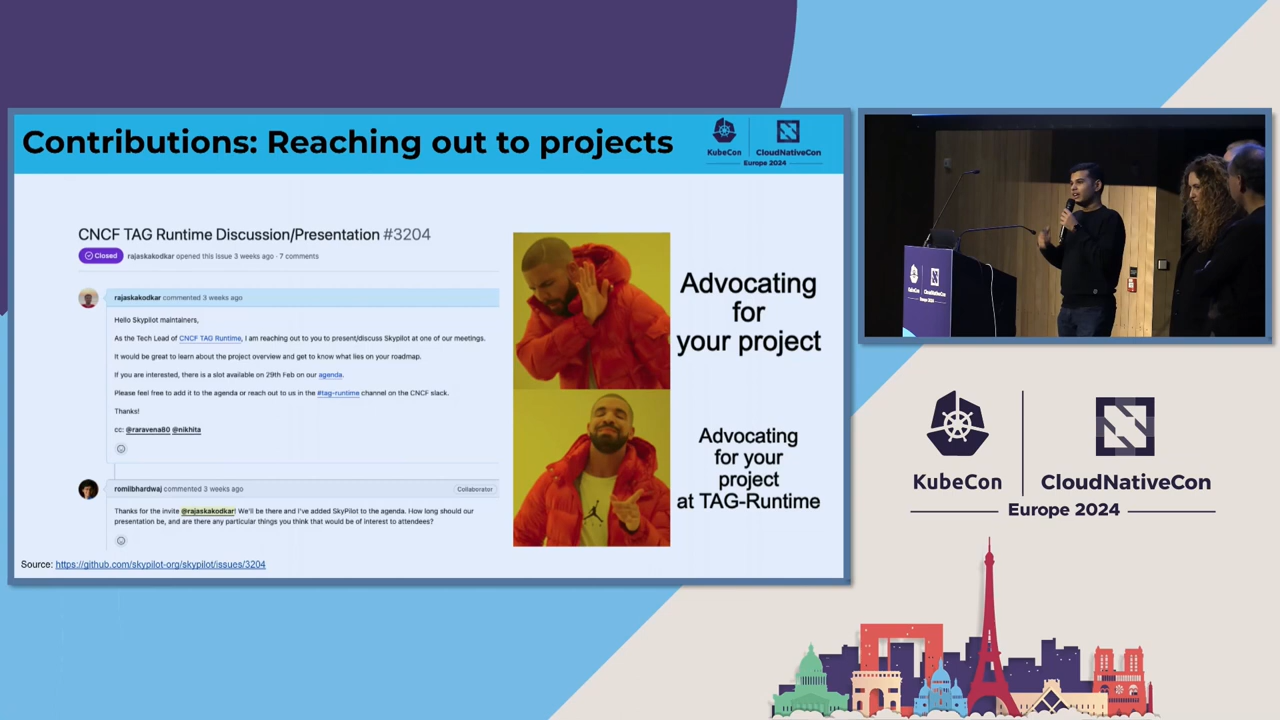 Contributions: Reaching out to projects
KubeCon
CloudNativeCon
Europe 2024
CNCF TAG Runtime Discussion/Presentation #3204
Closed
rajaskakodkar opened this issue 3 weeks ago · 7 comments
rajaskakodkar commented 3 weeks ago
Hello Skypilot maintainers,
As the Tech Lead of CNCF TAG Runtime, I am reaching out to you to present/discuss Skypilot at one of our meetings.
It would be great to learn about the project overview and get to know what lies on your roadmap.
If you are interested, there is a slot available on 29th Feb on our agenda.
Please feel free to add it to the agenda or reach out to us in the #tag-runtime channel on the CNCF slack.
Thanks!
cc: @raravena80 @nikhita
romilbhardwaj commented 3 weeks ago
Collaborator
Thanks for the invite @rajaskakodkar! We'll be there and I've added SkyPilot to the agenda. How long should our
presentation be, and are there any particular things you think that would be of interest to attendees?
Advocating
for
your project
Advocating
for your
project
at TAG-Runtime
Source: https://github.com/skypilot-org/skypilot/issues/3204
KubeCon
CloudNativeCon
Europe 2024